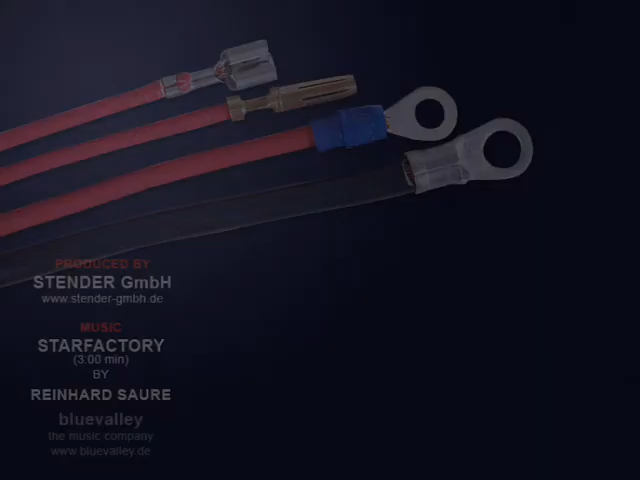 PRODUCED BY
STENDER GmbH
www.stender-gmbh.de
MUSIC
STARFACTORY
(3:00 min)
BY
REINHARD SAURE
bluevalley
the music company
www.bluevalley.de